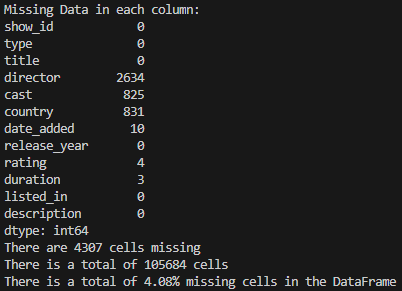 Missing Data in each column:
show_id 0
type 0
title 0
director 2634
cast 825
country 831
date_added 10
release_year 0
rating 4
duration 3
listed_in 0
description 0
dtype: int64
There are 4307 cells missing
There is a total of 105684 cells
There is a total of 4.08% missing cells in the DataFrame